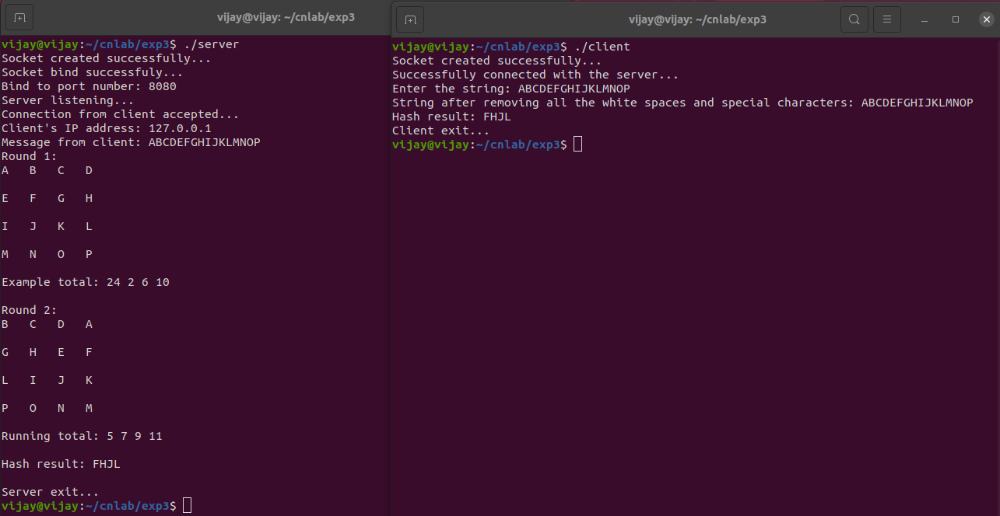 vijay@vijay: ~/cnlab/exp3
vijay@vijay:~/cnlab/exp3$ ./server
Socket created successfully...
Socket bind successfuly...
Bind to port number: 8080
Server listening...
Connection from client accepted...
Client's IP address: 127.0.0.1
Message from client: ABCDEFGHIJKLMNOP
Round 1:
A B C D
E F G H
I J K L
M N O P
Example total: 24 2 6 10
Round 2:
B C D A
G H E F
L I J K
P O N M
Running total: 5 7 9 11
Hash result: FHJL
Server exit...
vijay@vijay:~/cnlab/exp3$
vijay@vijay: ~/cnlab/exp3
vijay@vijay:~/cnlab/exp3$ ./client
Socket created successfully...
Successfully connected with the server...
Enter the string: ABCDEFGHIJKLMNOP
String after removing all the white spaces and special characters: ABCDEFGHIJKLMNOP
Hash result: FHJL
Client exit...
vijay@vijay:~/cnlab/exp3$